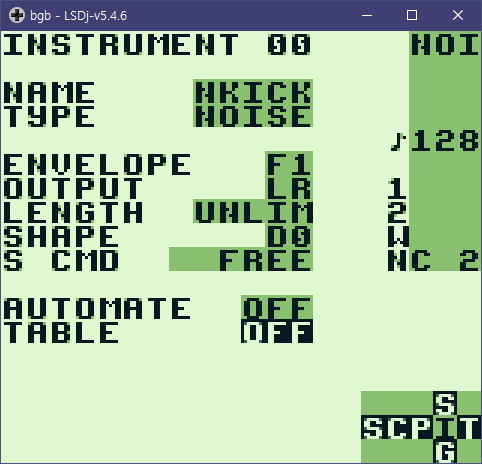 bgb - LSDj-v5.4.6
INSTRUMENT 00 NOI
NAME NKICK
TYPE NOISE
♪128
ENVELOPE F1
OUTPUT LR 1
LENGTH UNLIM 2
SHAPE D0 W
S CMD FREE NC 2
AUTOMATE OFF
TABLE OFF
S
SCPIT
G